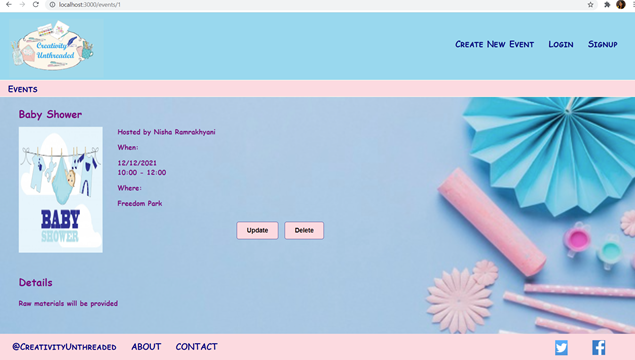 localhost:3000/events/1
Creativity
Unthreaded
Create New Event Login Signup
Events
Baby Shower
Hosted by Nisha Ramrakhyani
When:
12/12/2021
10:00 - 12:00
Where:
Freedom Park
BABY
SHOWER
Update Delete
Details
Raw materials will be provided
@CreativityUnthreaded ABOUT CONTACT